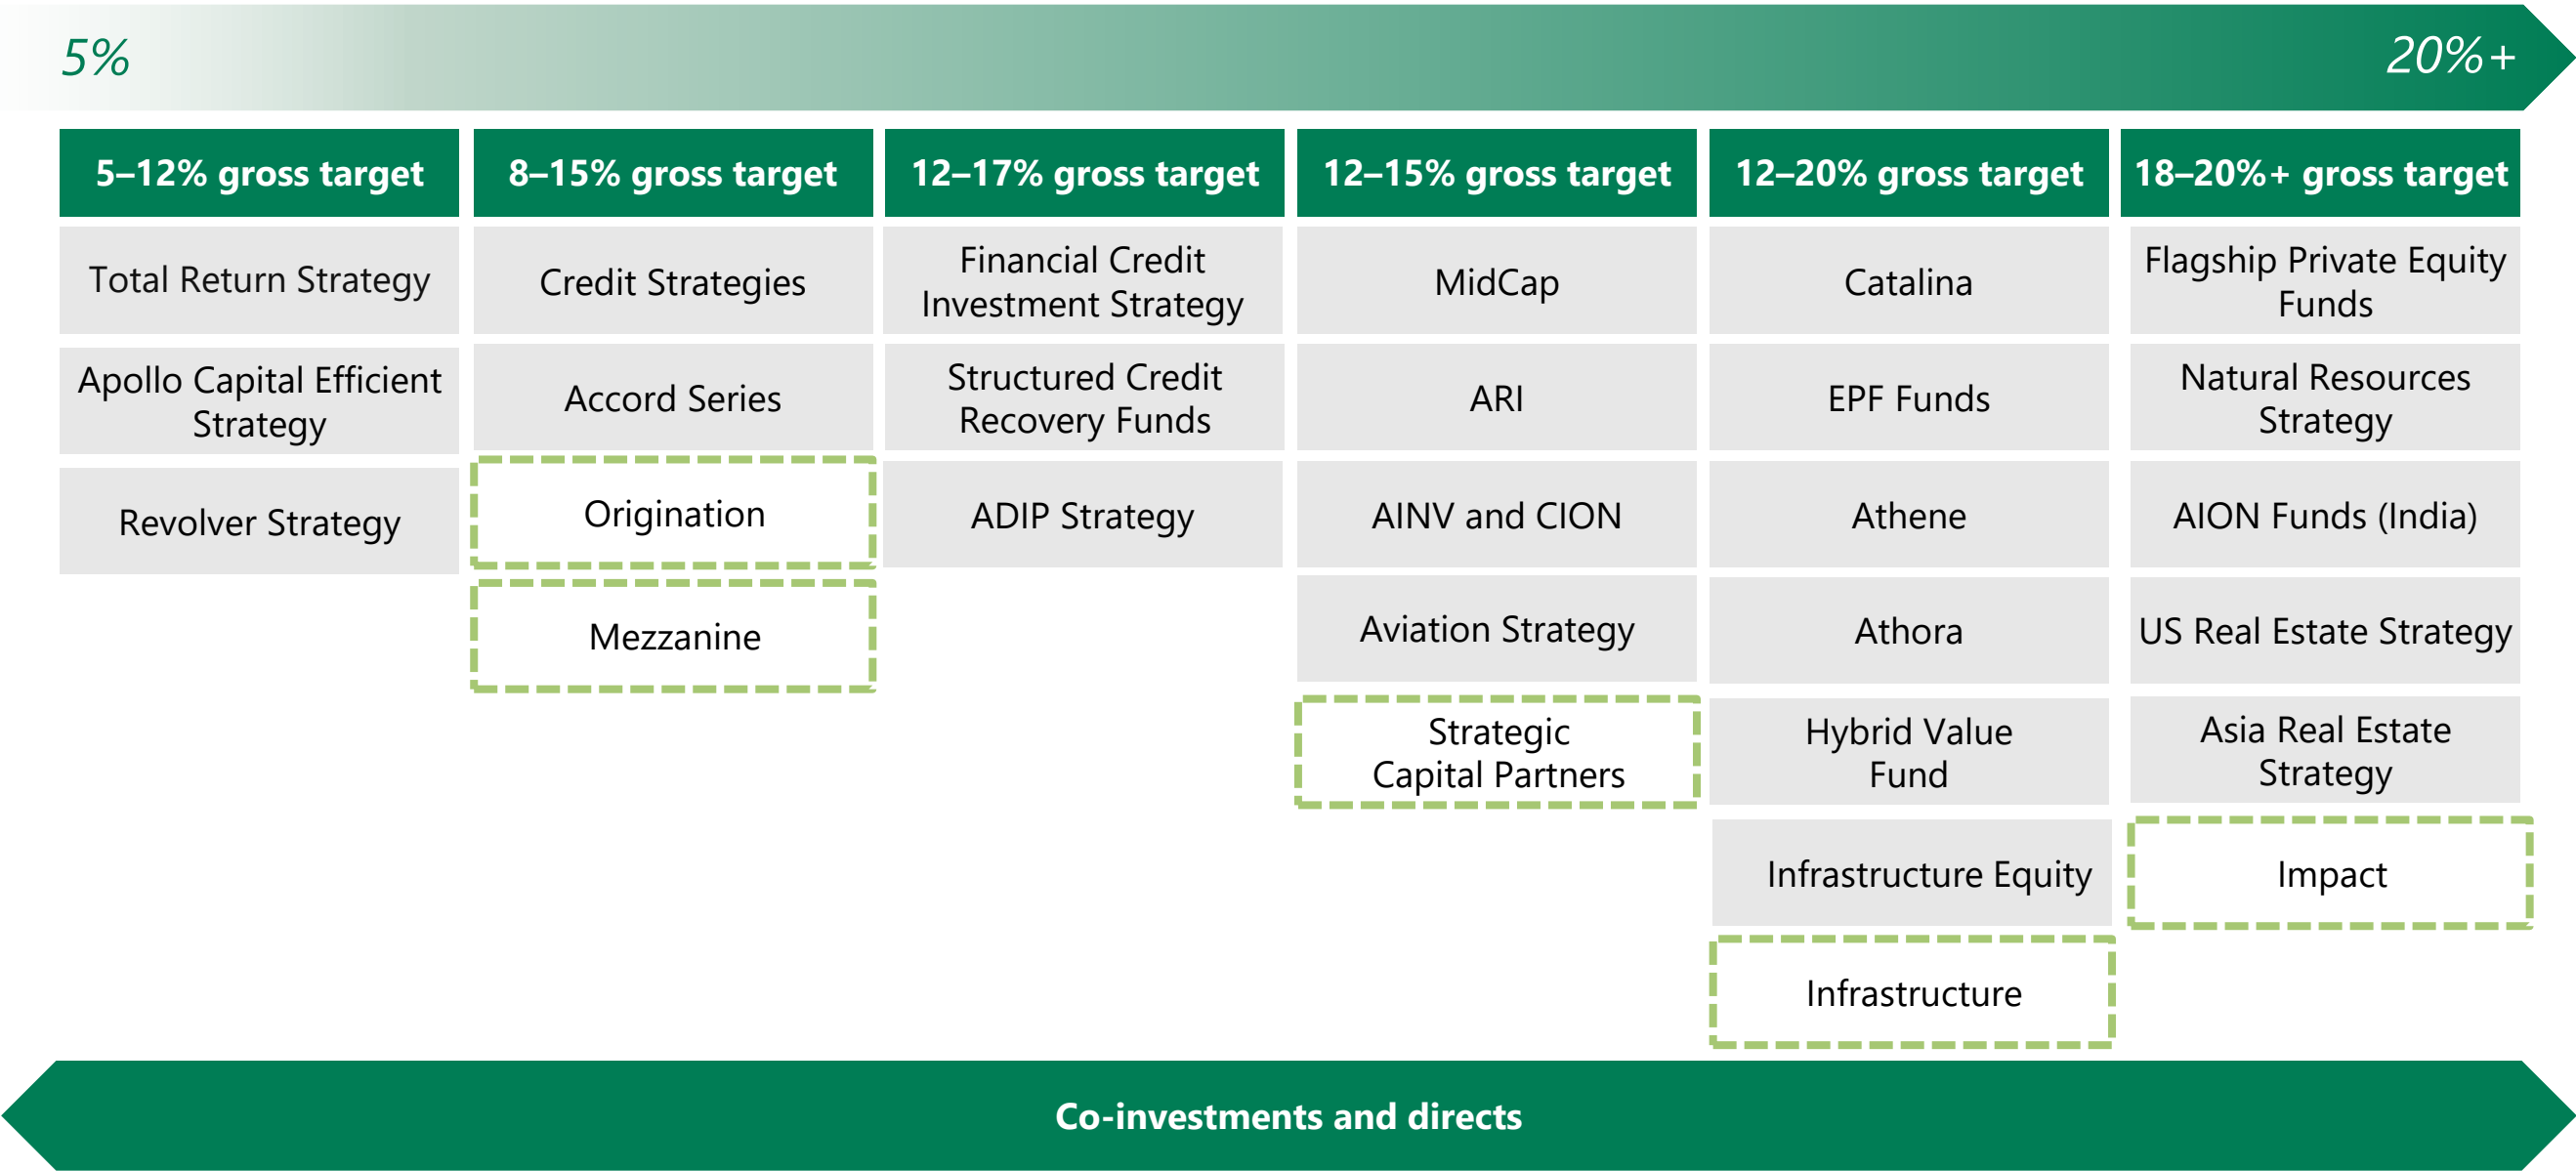 5%
20%+
5–12% gross target
8–15% gross target
12–17% gross target
12–15% gross target
12–20% gross target
18–20%+ gross target
Total Return Strategy
Apollo Capital Efficient
Strategy
Revolver Strategy
Credit Strategies
Accord Series
Origination
Mezzanine
Financial Credit
Investment Strategy
Structured Credit
Recovery Funds
ADIP Strategy
MidCap
ARI
AINV and CION
Aviation Strategy
Strategic
Capital Partners
Catalina
EPF Funds
Athene
Athora
Hybrid Value
Fund
Infrastructure Equity
Infrastructure
Flagship Private Equity
Funds
Natural Resources
Strategy
AION Funds (India)
US Real Estate Strategy
Asia Real Estate
Strategy
Impact
Co-investments and directs